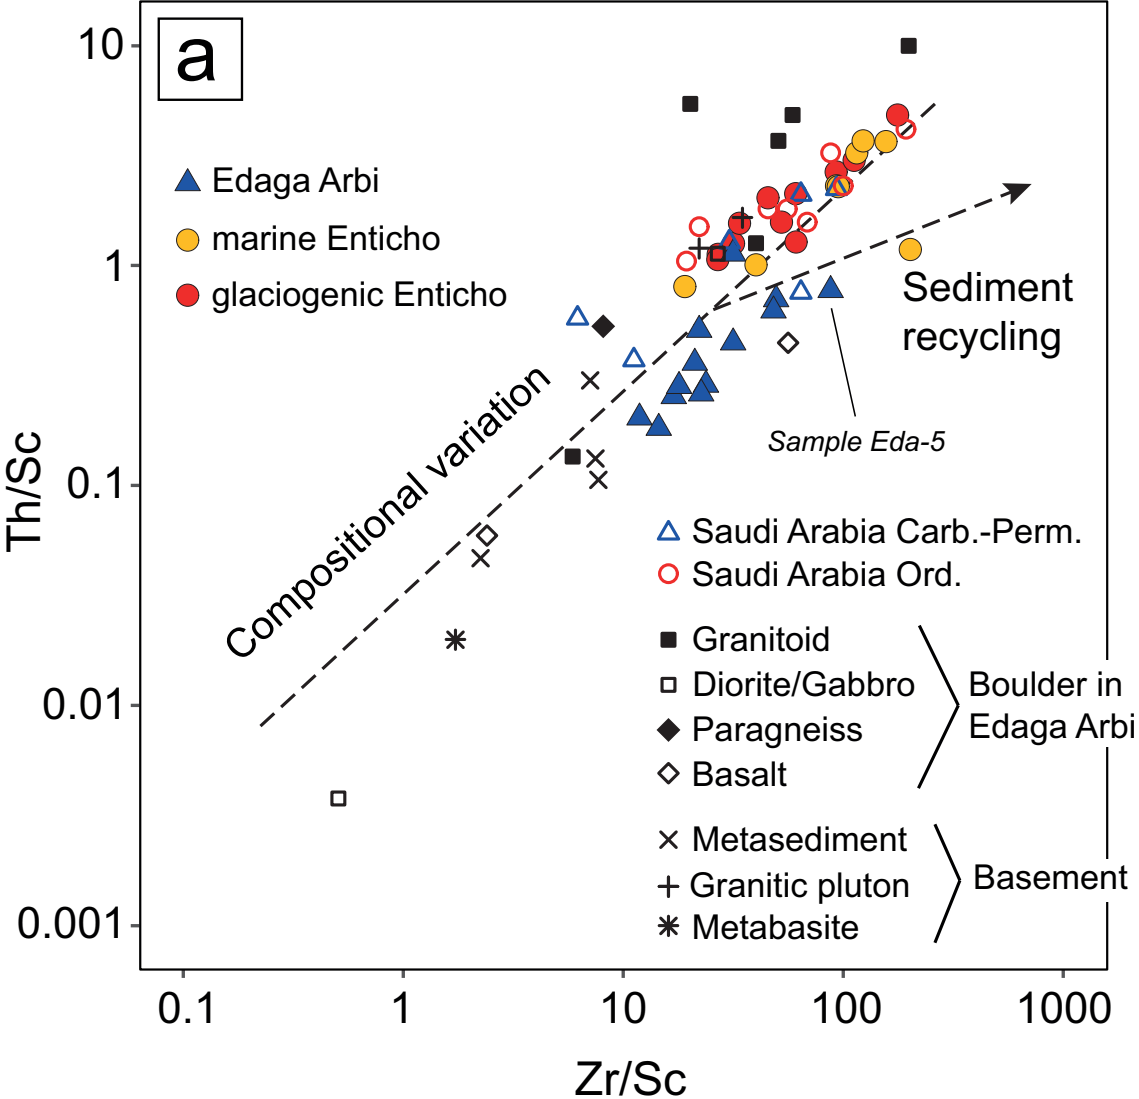 a
10
1
0.1
0.01
0.001
Th/Sc
Edaga Arbi
marine Enticho
glaciogenic Enticho
Sediment
recycling
Compositional variation
Sample Eda-5
Saudi Arabia Carb.-Perm.
Saudi Arabia Ord.
Granitoid
Diorite/Gabbro
Paragneiss
Basalt
Boulder in
Edaga Arbi
Metasediment
Granitic pluton
Metabasite
Basement
0.1
1
10
100
1000
Zr/Sc